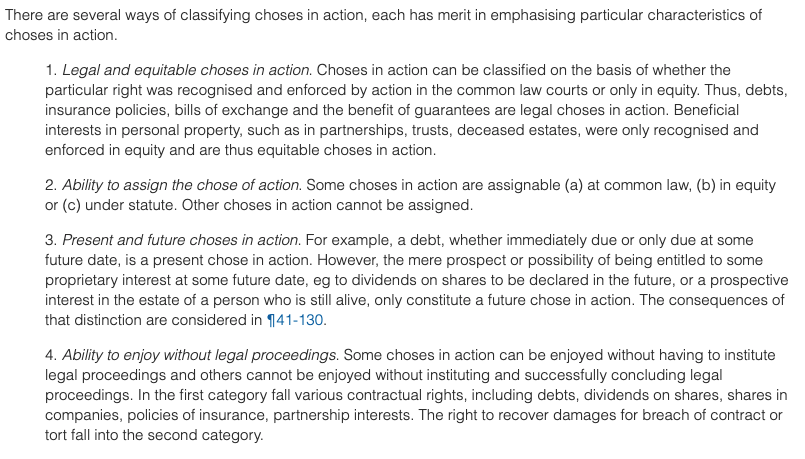 There are several ways of classifying choses in action, each has merit in emphasising particular characteristics of
choses in action.
1. Legal and equitable choses in action. Choses in action can be classified on the basis of whether the
particular right was recognised and enforced by action in the common law courts or only in equity. Thus, debts,
insurance policies, bills of exchange and the benefit of guarantees are legal choses in action. Beneficial
interests in personal property, such as in partnerships, trusts, deceased estates, were only recognised and
enforced in equity and are thus equitable choses in action.
2. Ability to assign the chose of action. Some choses in action are assignable (a) at common law, (b) in equity
or (c) under statute. Other choses in action cannot be assigned.
3. Present and future choses in action. For example, a debt, whether immediately due or only due at some
future date, is a present chose in action. However, the mere prospect or possibility of being entitled to some
proprietary interest at some future date, eg to dividends on shares to be declared in the future, or a prospective
interest in the estate of a person who is still alive, only constitute a future chose in action. The consequences of
that distinction are considered in ¶41-130.
4. Ability to enjoy without legal proceedings. Some choses in action can be enjoyed without having to institute
legal proceedings and others cannot be enjoyed without instituting and successfully concluding legal
proceedings. In the first category fall various contractual rights, including debts, dividends on shares, shares in
companies, policies of insurance, partnership interests. The right to recover damages for breach of contract or
tort fall into the second category.